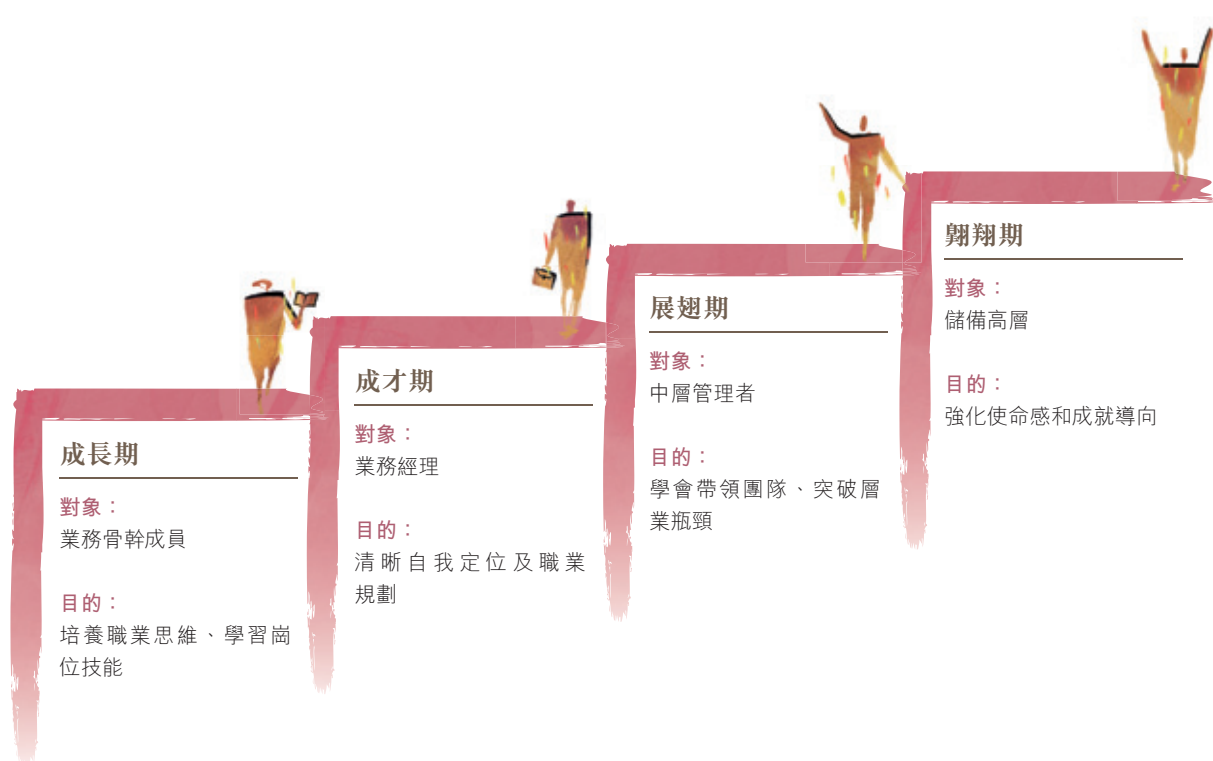 成長期
對象：
業務骨幹成員
目的：
培養職業思維、學習崗
位技能
成才期
對象：
業務經理
目的：
清晰自我定位及職業
規劃
展翅期
對象：
中層管理者
目的：
學會帶領團隊、突破層
業瓶頸
翺翔期
對象：
儲備高層
目的：
強化使命感和成就導向